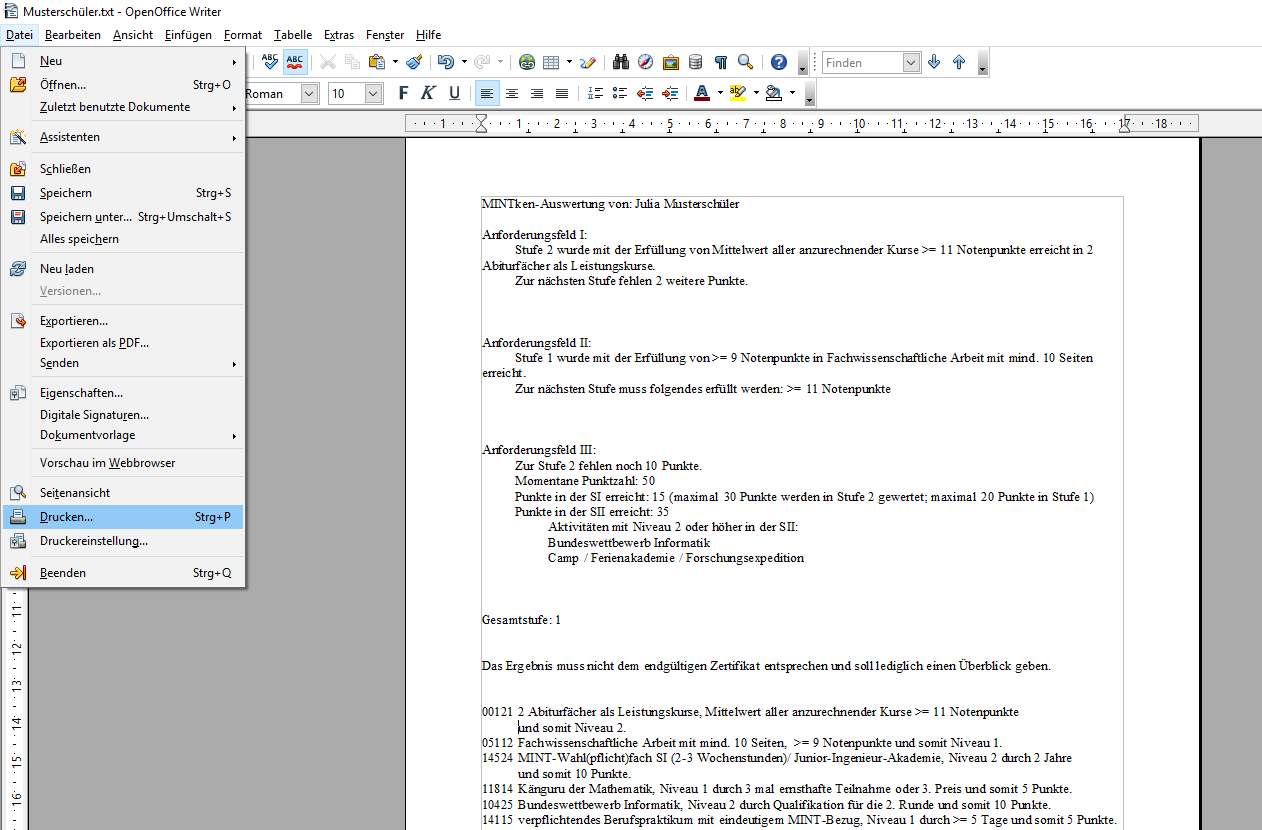 Musterschüler.txt - OpenOffice Writer
Datei Bearbeiten Ansicht Einfügen Format Tabelle Extras Fenster Hilfe
Neu
Öffnen... Strg+O
Zuletzt benutzte Dokumente
Assistenten
Schließen
Speichern Strg+S
Speichern unter... Strg+Umschalt+S
Alles speichern
Neu laden
Versionen...
Exportieren...
Exportieren als PDF...
Senden
Eigenschaften...
Digitale Signaturen...
Dokumentvorlage
Vorschau im Webbrowser
Seitenansicht
Drucken... Strg+P
Druckereinstellung...
Beenden Strg+Q
ABC ABC Finden
Roman 10 F K U
1 1 2 3 4 5 6 7 8 9 10 11 12 13 14 15 16 17 18
MINTken-Auswertung von: Julia Musterschüler
Anforderungsfeld I:
Stufe 2 wurde mit der Erfüllung von Mittelwert aller anzurechnender Kurse >= 11 Notenpunkte erreicht in 2
Abiturfächer als Leistungskurse.
Zur nächsten Stufe fehlen 2 weitere Punkte.
Anforderungsfeld II:
Stufe 1 wurde mit der Erfüllung von >= 9 Notenpunkte in Fachwissenschaftliche Arbeit mit mind. 10 Seiten
erreicht.
Zur nächsten Stufe muss folgendes erfüllt werden: >= 11 Notenpunkte
Anforderungsfeld III:
Zur Stufe 2 fehlen noch 10 Punkte.
Momentane Punktzahl: 50
Punkte in der SI erreicht: 15 (maximal 30 Punkte werden in Stufe 2 gewertet; maximal 20 Punkte in Stufe 1)
Punkte in der SII erreicht: 35
Aktivitäten mit Niveau 2 oder höher in der SII:
Bundeswettbewerb Informatik
Camp / Ferienakademie / Forschungsexpedition
Gesamtstufe: 1
Das Ergebnis muss nicht dem endgültigen Zertifikat entsprechen und soll lediglich einen Überblick geben.
00121 2 Abiturfächer als Leistungskurse, Mittelwert aller anzurechnender Kurse >= 11 Notenpunkte
und somit Niveau 2.
05112 Fachwissenschaftliche Arbeit mit mind. 10 Seiten, >= 9 Notenpunkte und somit Niveau 1.
14524 MINT-Wahl(pflicht)fach SI (2-3 Wochenstunden)/ Junior-Ingenieur-Akademie, Niveau 2 durch 2 Jahre
und somit 10 Punkte.
11814 Känguru der Mathematik, Niveau 1 durch 3 mal ernsthafte Teilnahme oder 3. Preis und somit 5 Punkte.
10425 Bundeswettbewerb Informatik, Niveau 2 durch Qualifikation für die 2. Runde und somit 10 Punkte.
14115 verpflichtendes Berufspraktikum mit eindeutigem MINT-Bezug, Niveau 1 durch >= 5 Tage und somit 5 Punkte.
11
12
13
14
15
16